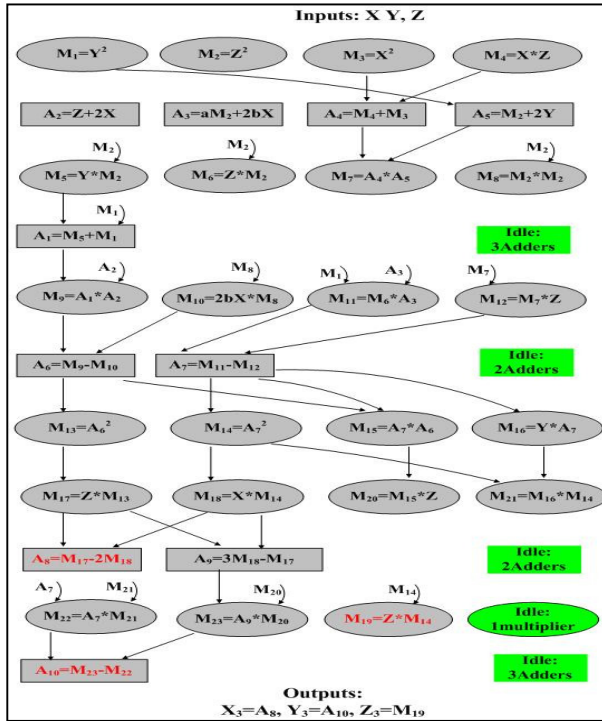 Inputs: X Y, Z
M₁=Y² M₂=Z² M₃=X² M₄=X*Z
A₂=Z+2X A₃=aM₂+2bX A₄=M₄+M₃ A₅=M₂+2Y
M₂ M₂ M₂
M₅=Y*M₂ M₆=Z*M₂ M₇=A₄*A₅ M₈=M₂*M₂
M₁
A₁=M₅+M₁ Idle:
3Adders
A₂ M₈ M₁ A₃ M₇
M₉=A₁*A₂ M₁₀=2bX*M₈ M₁₁=M₆*A₃ M₁₂=M₇*Z
A₆=M₉-M₁₀ A₇=M₁₁-M₁₂ Idle:
2Adders
M₁₃=A₆² M₁₄=A₇² M₁₅=A₇*A₆ M₁₆=Y*A₇
M₁₇=Z*M₁₃ M₁₈=X*M₁₄ M₂₀=M₁₅*Z M₂₁=M₁₆*M₁₄
A₈=M₁₇-2M₁₈ A₉=3M₁₈-M₁₇ Idle:
2Adders
A₇ M₂₁ M₂₀ M₁₄
M₂₂=A₇*M₂₁ M₂₃=A₉*M₂₀ M₁₉=Z*M₁₄ Idle:
1multiplier
A₁₀=M₂₃-M₂₂ Idle:
3Adders
Outputs:
X₃=A₈, Y₃=A₁₀, Z₃=M₁₉